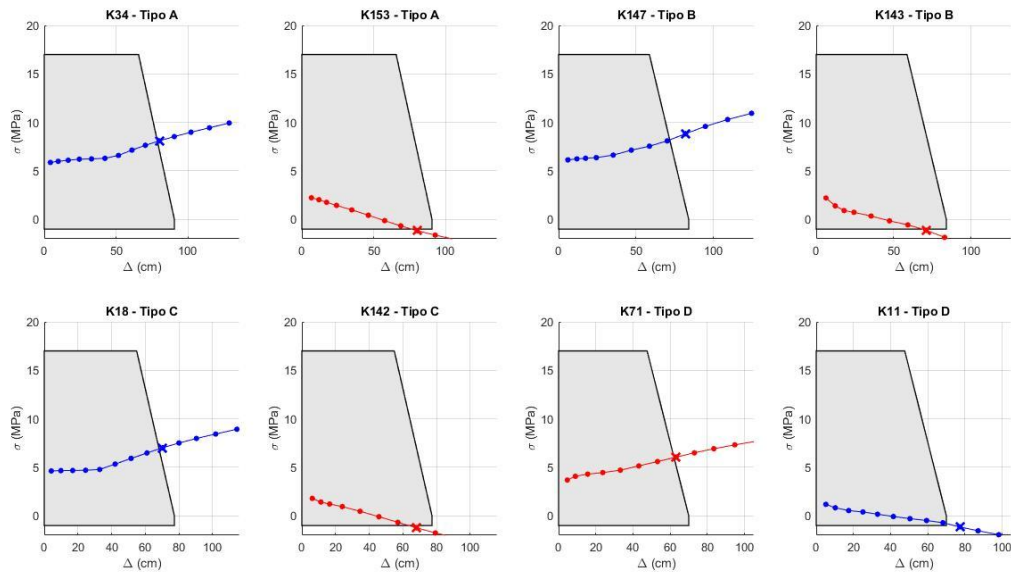 K34 - Tipo A
20
15
10
5
0
σ (MPa)
0
50
100
Δ (cm)
K153 - Tipo A
20
15
10
5
0
σ (MPa)
0
50
100
Δ (cm)
K147 - Tipo B
20
15
10
5
0
σ (MPa)
0
50
100
Δ (cm)
K143 - Tipo B
20
15
10
5
0
σ (MPa)
0
50
100
Δ (cm)
K18 - Tipo C
20
15
10
5
0
σ (MPa)
0 20 40 60 80 100
Δ (cm)
K142 - Tipo C
20
15
10
5
0
σ (MPa)
0 20 40 60 80 100
Δ (cm)
K71 - Tipo D
20
15
10
5
0
σ (MPa)
0 20 40 60 80 100
Δ (cm)
K11 - Tipo D
20
15
10
5
0
σ (MPa)
0 20 40 60 80 100
Δ (cm)